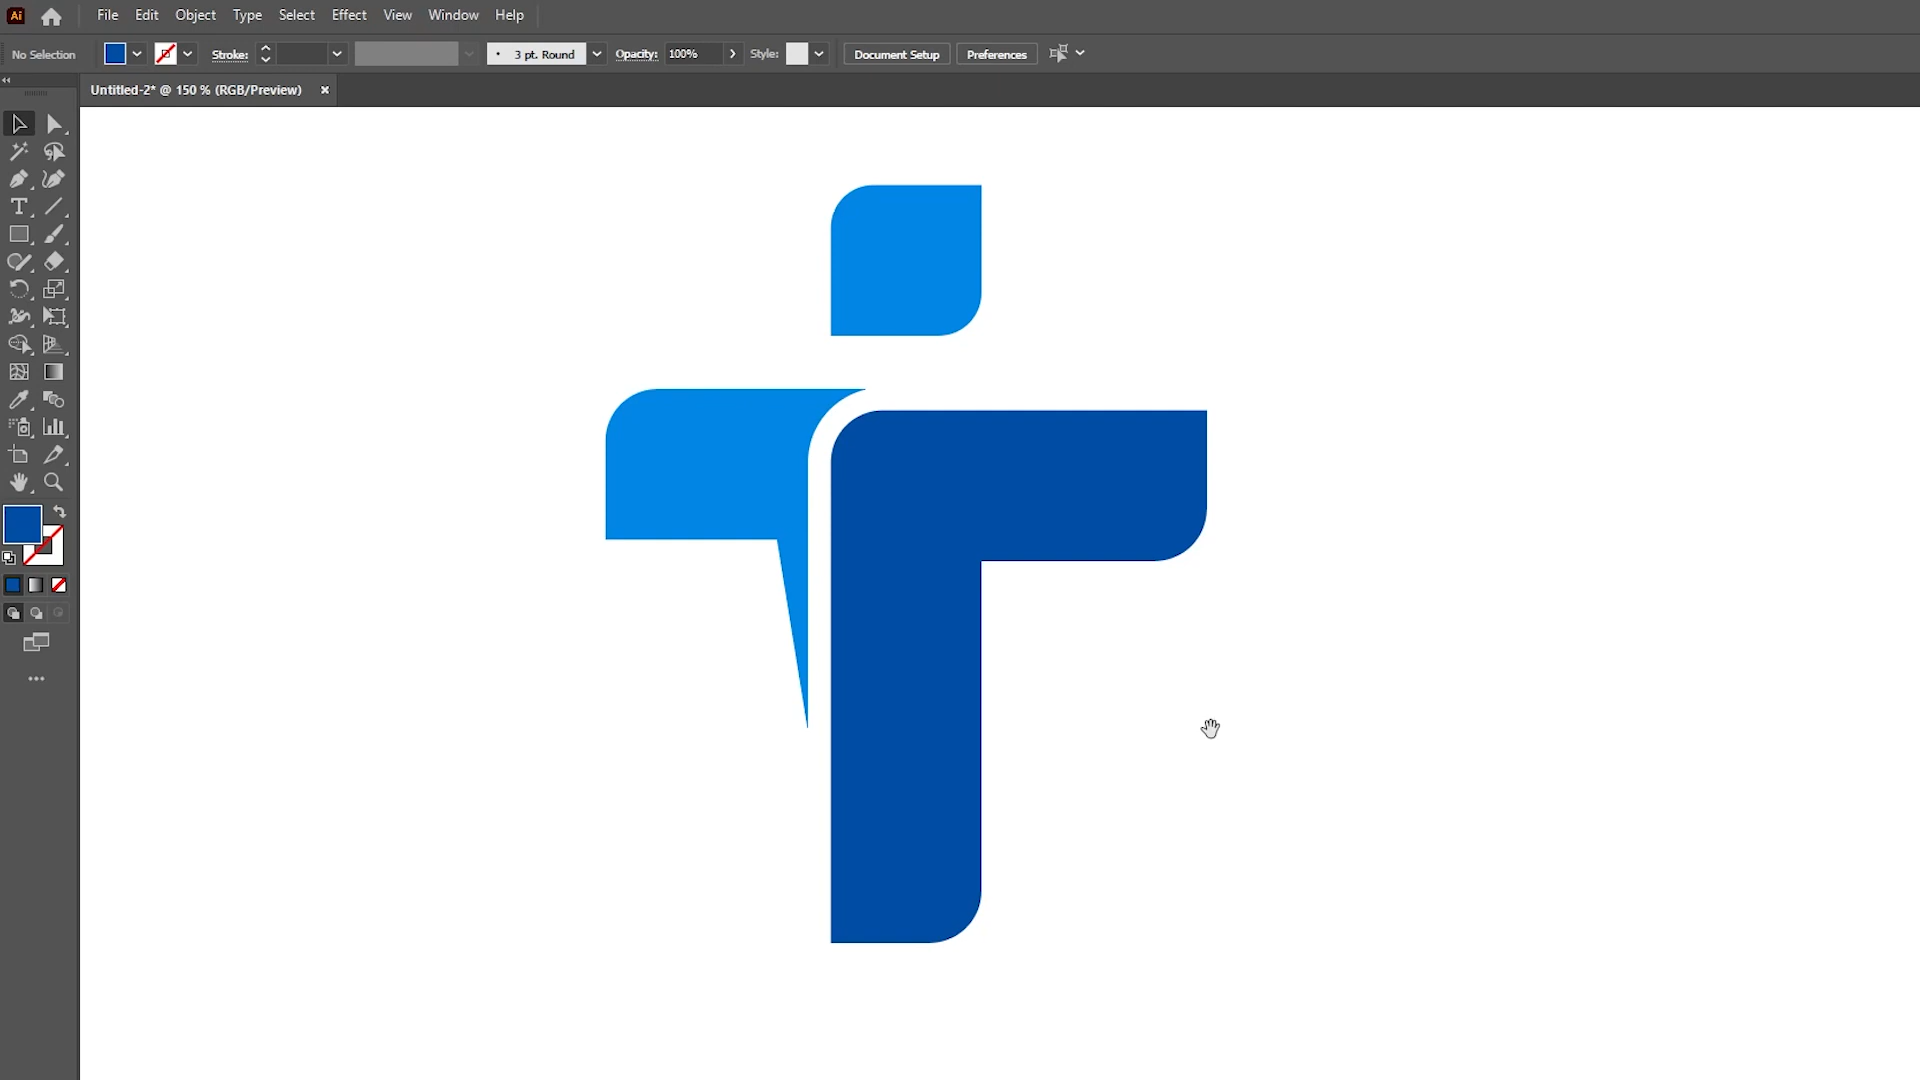 Ai File Edit Object Type Select Effect View Window Help
No Selection Stroke: 3 pt. Round Opacity: 100% Style: Document Setup Preferences
Untitled-2* @ 150 % (RGB/Preview) ×